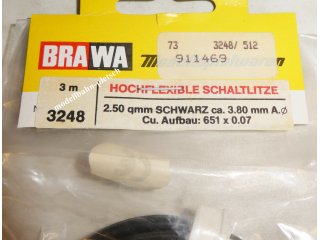 BRAWA
73 3248/ 512
911469
3 m
3248
HOCHFLEXIBLE SCHALTLITZE
2.50 qmm SCHWARZ ca. 3.80 mm A.ø
Cu. Aufbau: 651 x 0.07